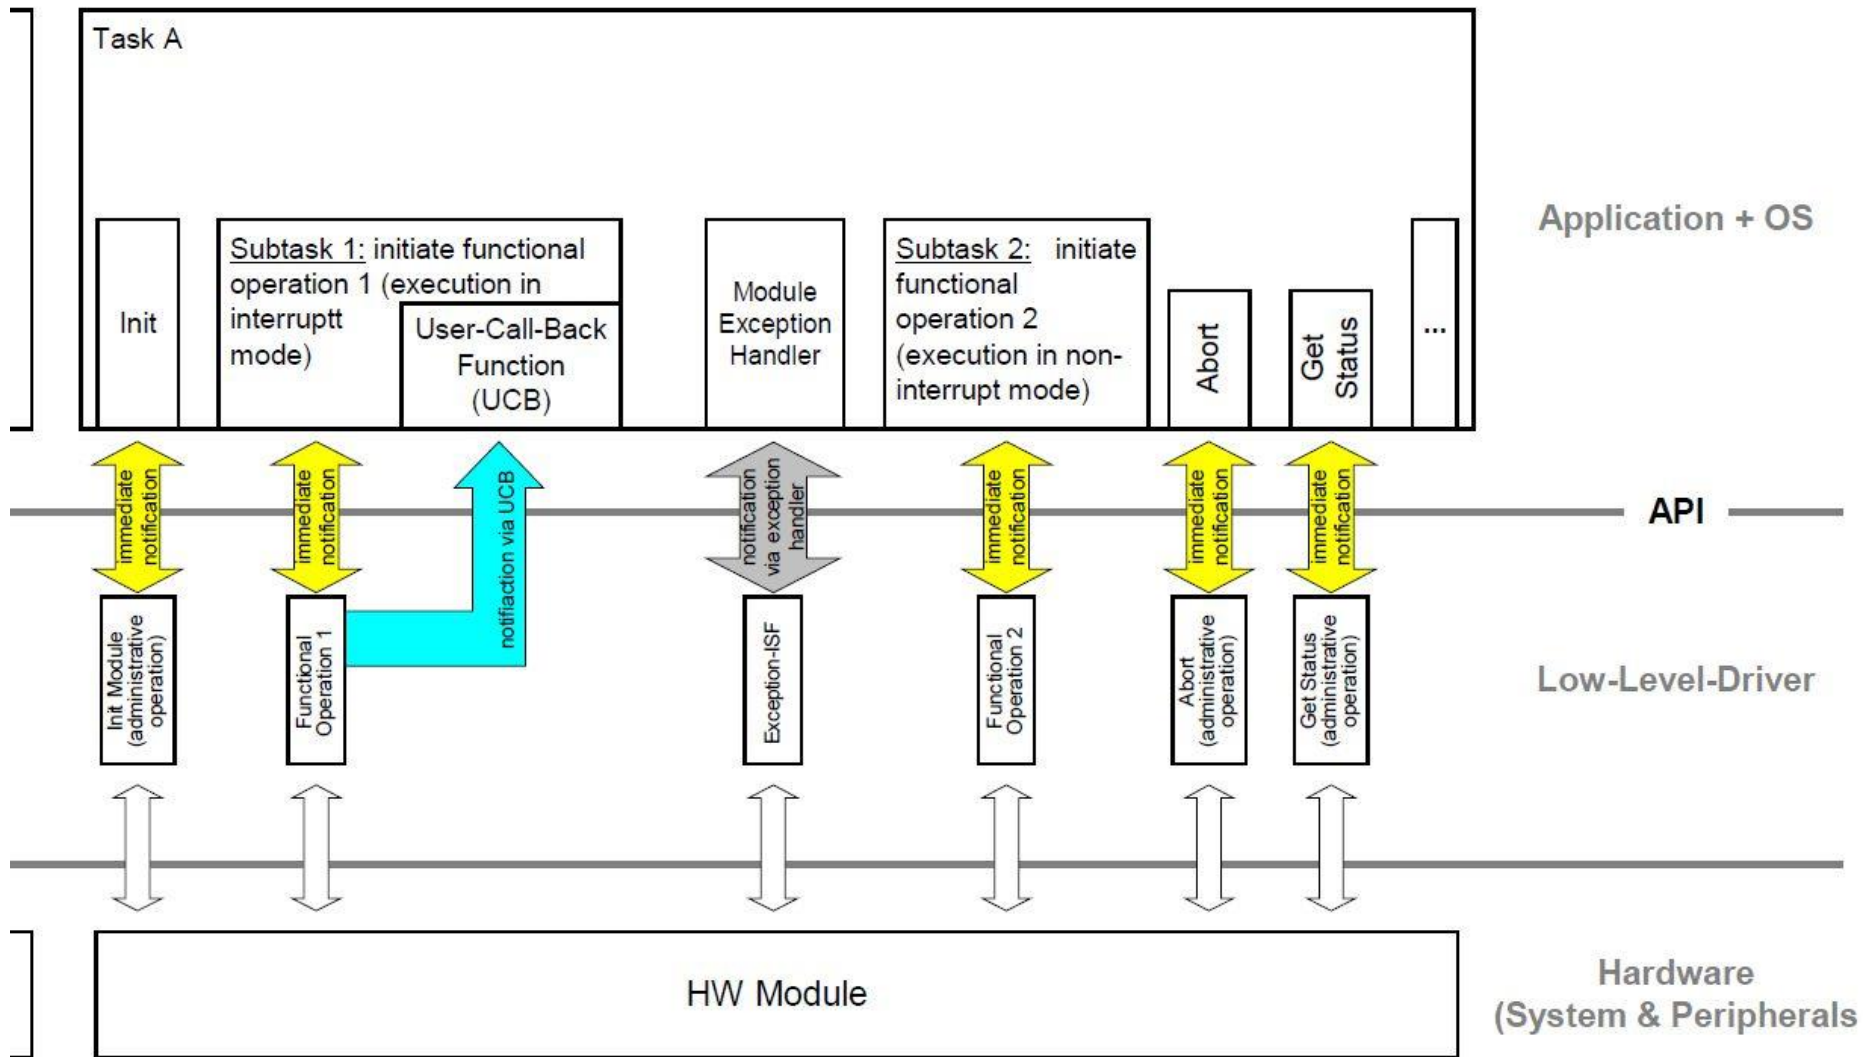 Task A
Init
Subtask 1: initiate functional
operation 1 (execution in
interruptt
mode)
User-Call-Back
Function
(UCB)
Module
Exception
Handler
Subtask 2: initiate
functional
operation 2
(execution in non-
interrupt mode)
Abort
Get
Status
...
Application + OS
immediate
notification
immediate
notification
notifiaction via UCB
notification
via exception
handler
immediate
notification
immediate
notification
immediate
notification
API
Init Module
(administrative
operation)
Functional
Operation 1
Exception-ISF
Functional
Operation 2
Abort
(administrative
operation)
Get Status
(administrative
operation)
Low-Level-Driver
HW Module
Hardware
(System & Peripherals